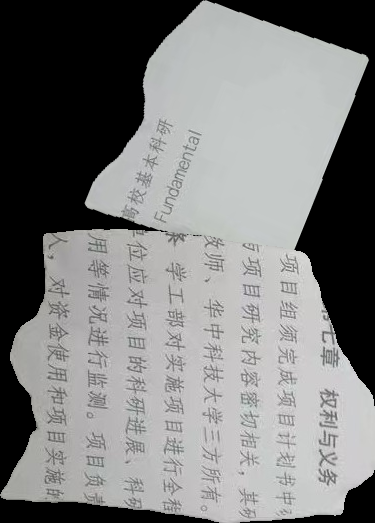 高校基本科研
Fundamental
七章 权利与义务
项目组须完成项目计划书中
项目研究内容密切相关，其研
教师、华中科技大学三方所有。
条 学工部对实施项目进行全程
位应对项目的科研进展、科研
用等情况进行监测。项目负责
人，对资金使用和项目实施的